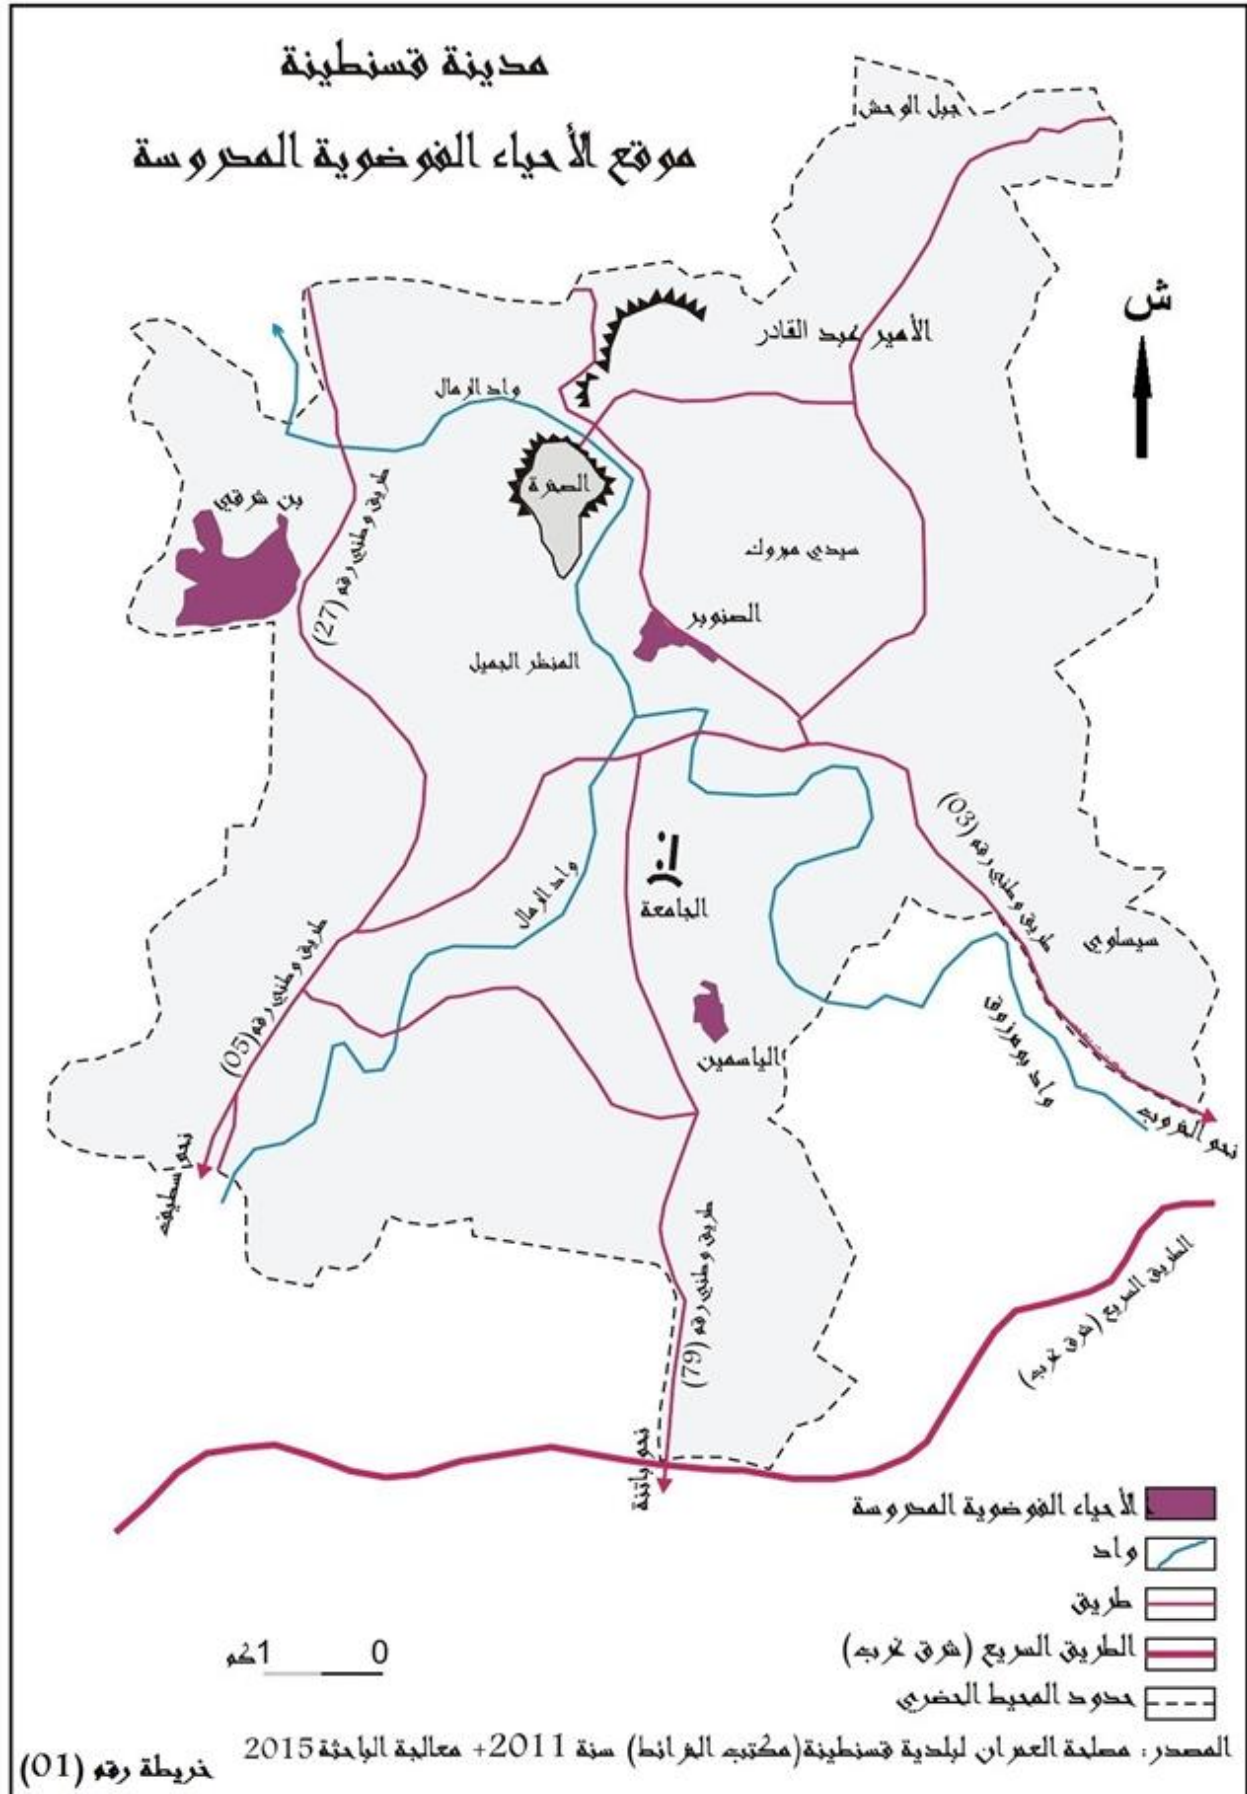 مدينة قسنطينة
موقع الأحياء الفوضوية المدروسة
جبل الوحش
ش
الأمير عبد القادر
واد الرمال
الصخرة
بن شرقي
طريق وطني رقم (27)
سيدي مبروك
الصنوبر
المنظر الجميل
طريق وطني رقم (03)
الجامعة
واد الرمال
سيساوي
طريق وطني رقم (05)
واد بومرزوق
الياسمين
نحو الخروب
نحو سطيف
طريق وطني رقم (79)
الطريق السريع (شرق غرب)
نحو باتنة
الأحياء الفوضوية المدروسة
واد
طريق
الطريق السريع (شرق غرب)
حدود المحيط الحضري
0 1كم
المصدر: مصلحة العمران لبلدية قسنطينة(مكتب الخرائط) سنة 2011+ معالجة الباحثة 2015
خريطة رقم (01)